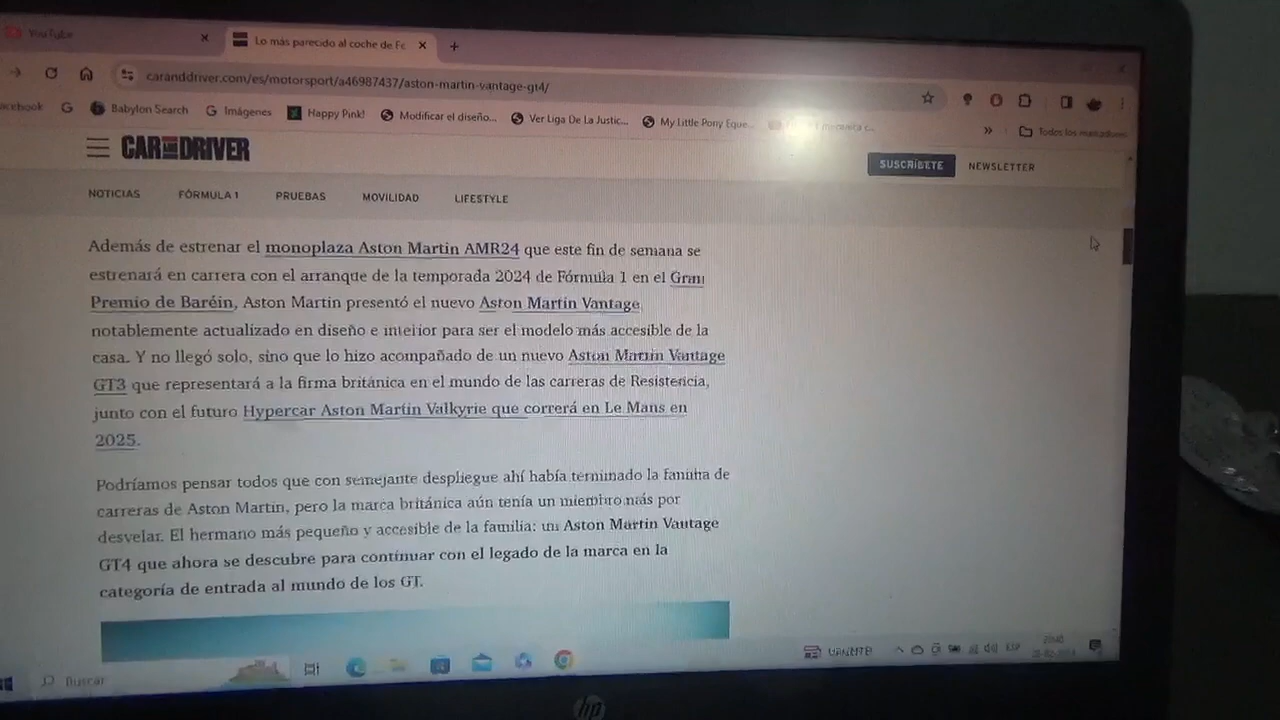 YouTube
Lo más parecido al coche de Fo
caranddriver.com/es/motorsport/a46987437/aston-martin-vantage-gt4/
acebook
G
Babylon Search
Imágenes
Happy Pink!
Modificar el diseño...
Ver Liga De La Justic...
My Little Pony Eque...
»
Todos los marcadores
CAR AND DRIVER
SUSCRÍBETE
NEWSLETTER
NOTICIAS
FÓRMULA 1
PRUEBAS
MOVILIDAD
LIFESTYLE
Además de estrenar el monoplaza Aston Martin AMR24 que este fin de semana se
estrenará en carrera con el arranque de la temporada 2024 de Fórmula 1 en el Gran
Premio de Baréin, Aston Martin presentó el nuevo Aston Martin Vantage,
notablemente actualizado en diseño e interior para ser el modelo más accesible de la
casa. Y no llegó solo, sino que lo hizo acompañado de un nuevo Aston Martin Vantage
GT3 que representará a la firma británica en el mundo de las carreras de Resistencia,
junto con el futuro Hypercar Aston Martin Valkyrie que correrá en Le Mans en
2025.
Podríamos pensar todos que con semejante despliegue ahí había terminado la familia de
carreras de Aston Martin, pero la marca británica aún tenía un miembro más por
desvelar. El hermano más pequeño y accesible de la familia: un Aston Martin Vantage
GT4 que ahora se descubre para continuar con el legado de la marca en la
categoría de entrada al mundo de los GT.
Buscar
ESP
hp